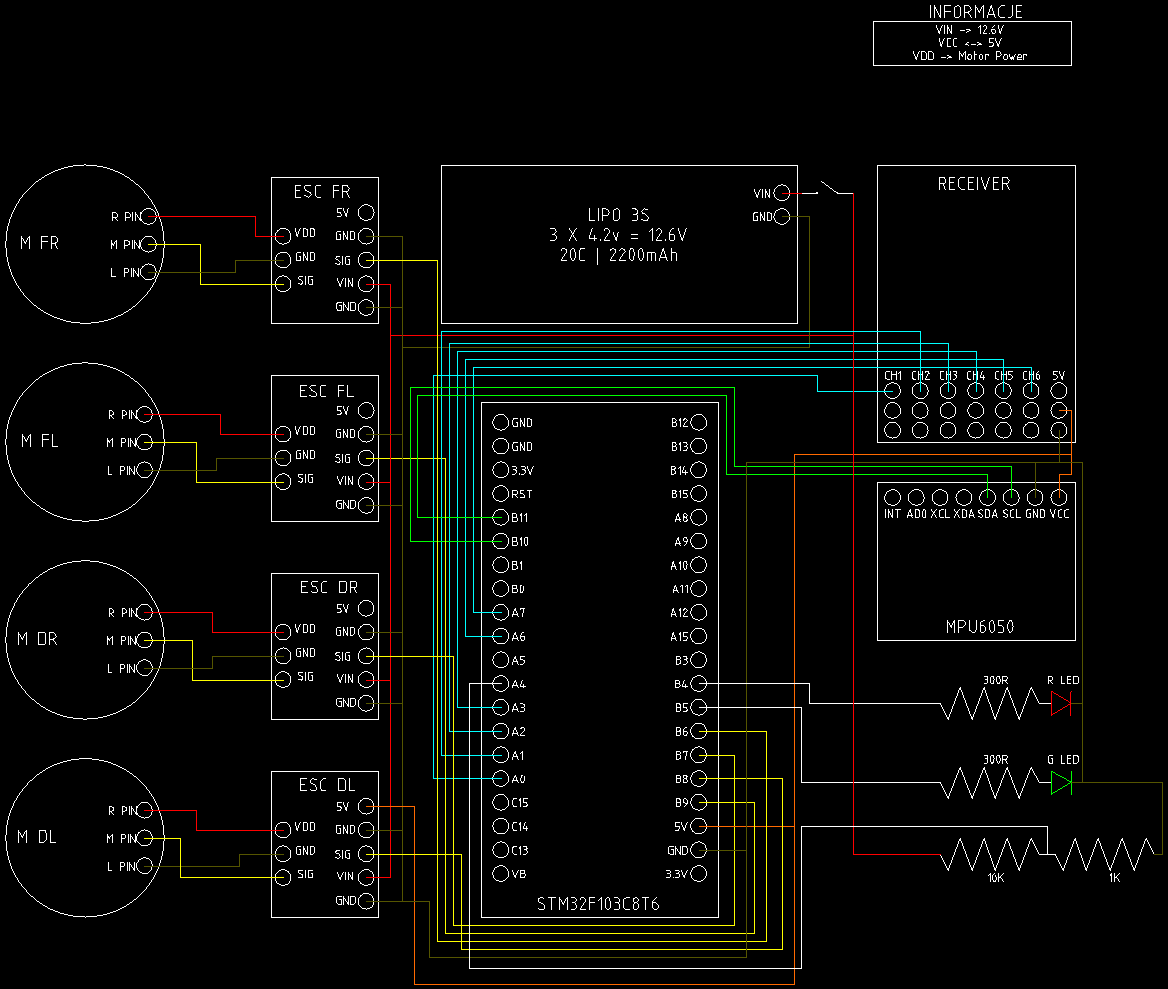 INFORMACJE
VIN -> 12.6V
VCC <-> 5V
VDD -> Motor Power
M FR
R PIN
M PIN
L PIN
ESC FR
5V
VDD
GND
GND
SIG
SIG
VIN
GND
LIPO 3S
3 X 4.2v = 12.6V
20C | 2200mAh
VIN
GND
RECEIVER
CH1 CH2 CH3 CH4 CH5 CH6 5V
M FL
R PIN
M PIN
L PIN
ESC FL
5V
VDD
GND
GND
SIG
SIG
VIN
GND
M DR
R PIN
M PIN
L PIN
ESC DR
5V
VDD
GND
GND
SIG
SIG
VIN
GND
M DL
R PIN
M PIN
L PIN
ESC DL
5V
VDD
GND
GND
SIG
SIG
VIN
GND
GND B12
GND B13
3.3V B14
RST B15
B11 A8
B10 A9
B1 A10
B0 A11
A7 A12
A6 A15
A5 B3
A4 B4
A3 B5
A2 B6
A1 B7
A0 B8
C15 B9
C14 5V
C13 GND
VB 3.3V
STM32F103C8T6
INT AD0 XCL XDA SDA SCL GND VCC
MPU6050
300R R LED
300R G LED
10K 1K